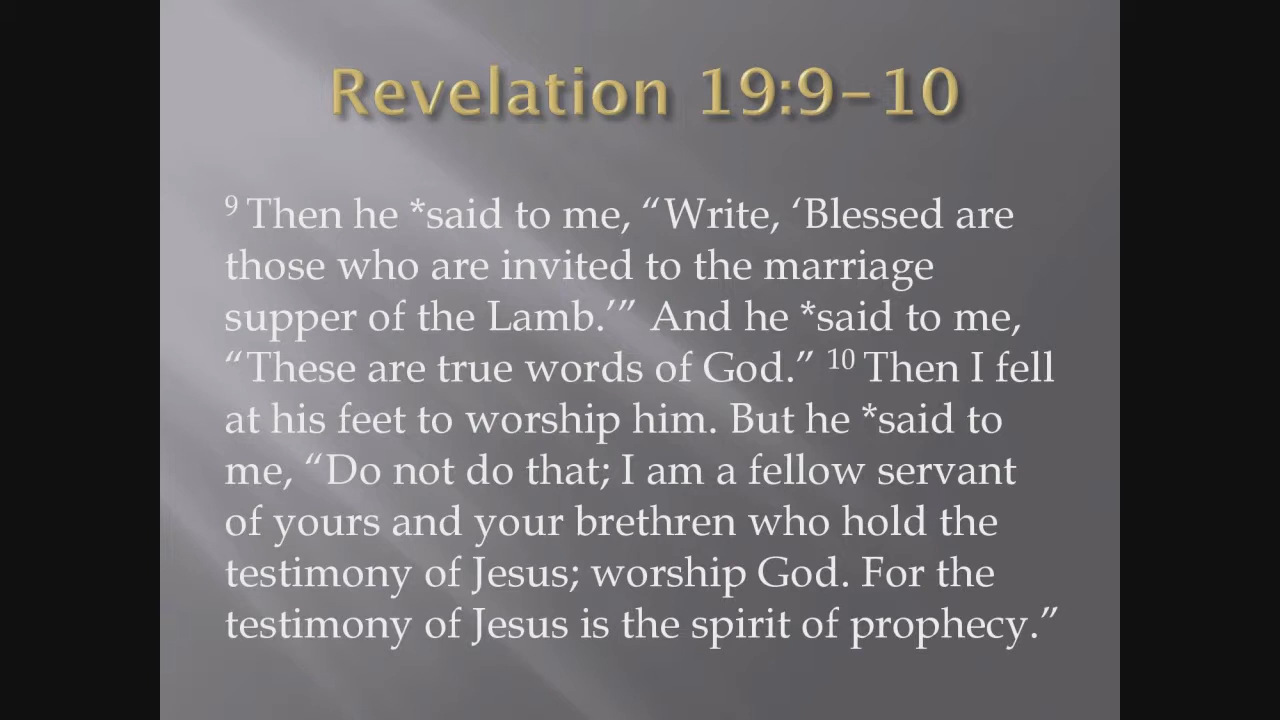 Revelation 19:9–10
9 Then he *said to me, “Write, ‘Blessed are
those who are invited to the marriage
supper of the Lamb.’” And he *said to me,
“These are true words of God.” 10 Then I fell
at his feet to worship him. But he *said to
me, “Do not do that; I am a fellow servant
of yours and your brethren who hold the
testimony of Jesus; worship God. For the
testimony of Jesus is the spirit of prophecy.”